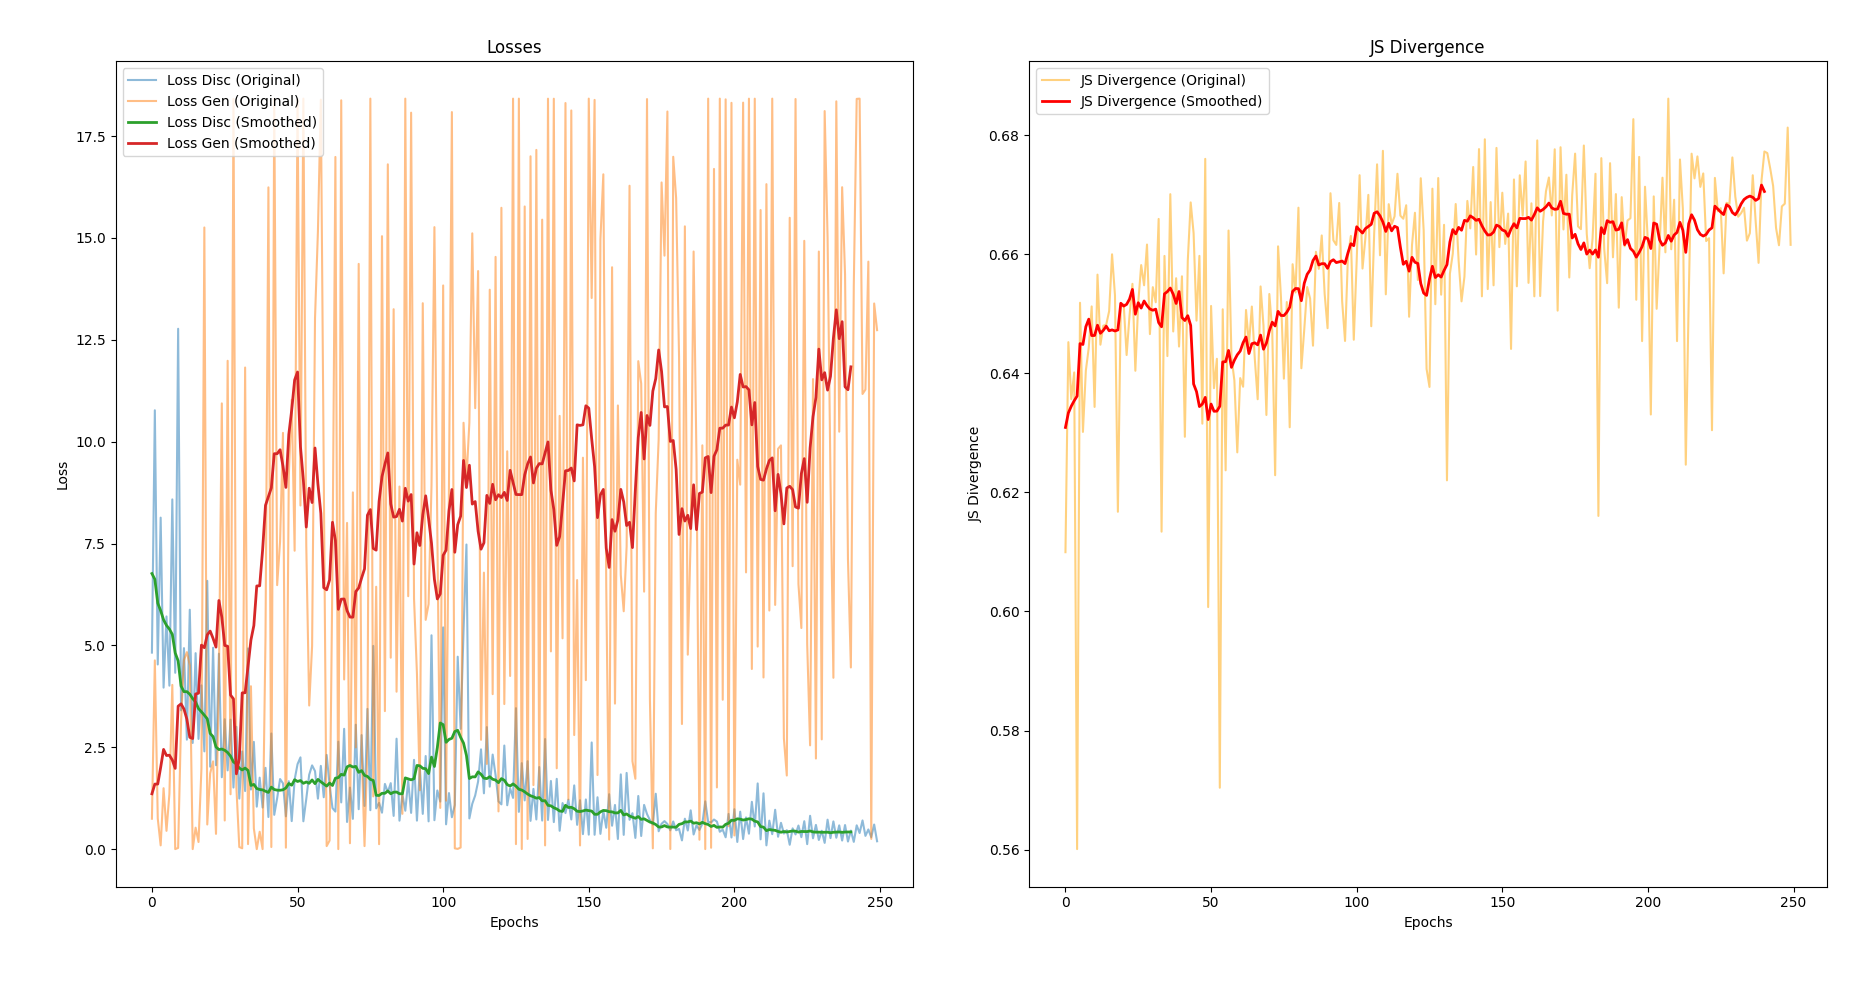 Losses
Loss Disc (Original)
Loss Gen (Original)
Loss Disc (Smoothed)
Loss Gen (Smoothed)
17.5
15.0
12.5
10.0
7.5
5.0
2.5
0.0
Loss
0 50 100 150 200 250
Epochs
JS Divergence
JS Divergence (Original)
JS Divergence (Smoothed)
0.68
0.66
0.64
0.62
0.60
0.58
0.56
JS Divergence
0 50 100 150 200 250
Epochs